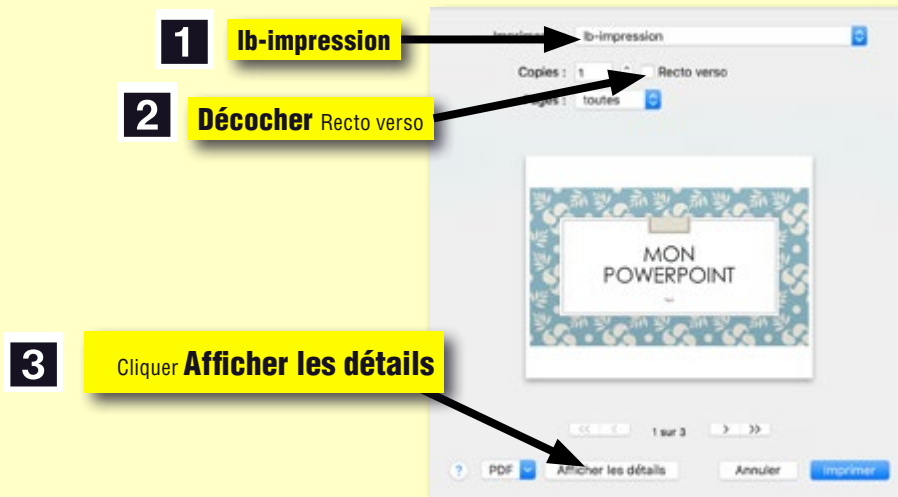 1 lb-impression
lb-impression
Copies : 1 Recto verso
2 Décocher Recto verso
Pages : toutes
MON
POWERPOINT
3 Cliquer Afficher les détails
1 sur 3
? PDF Afficher les détails Annuler Imprimer